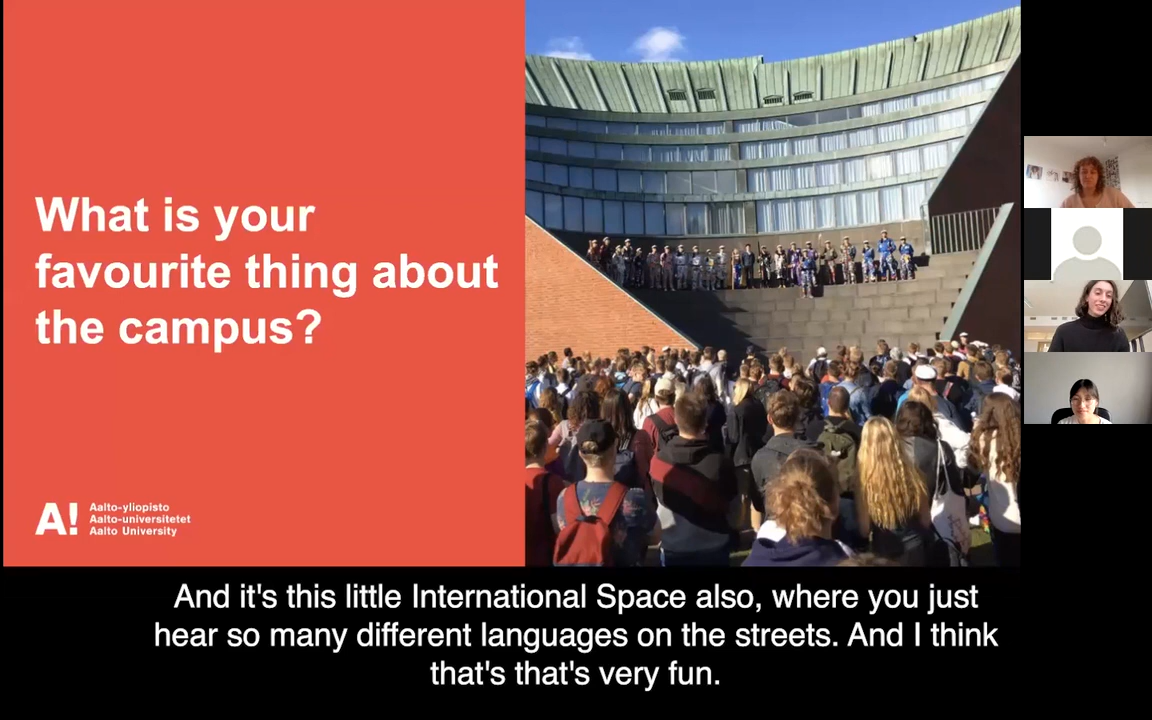 What is your
favourite thing about
the campus?
A!
Aalto-yliopisto
Aalto-universitetet
Aalto University
And it's this little International Space also, where you just
hear so many different languages on the streets. And I think
that's that's very fun.